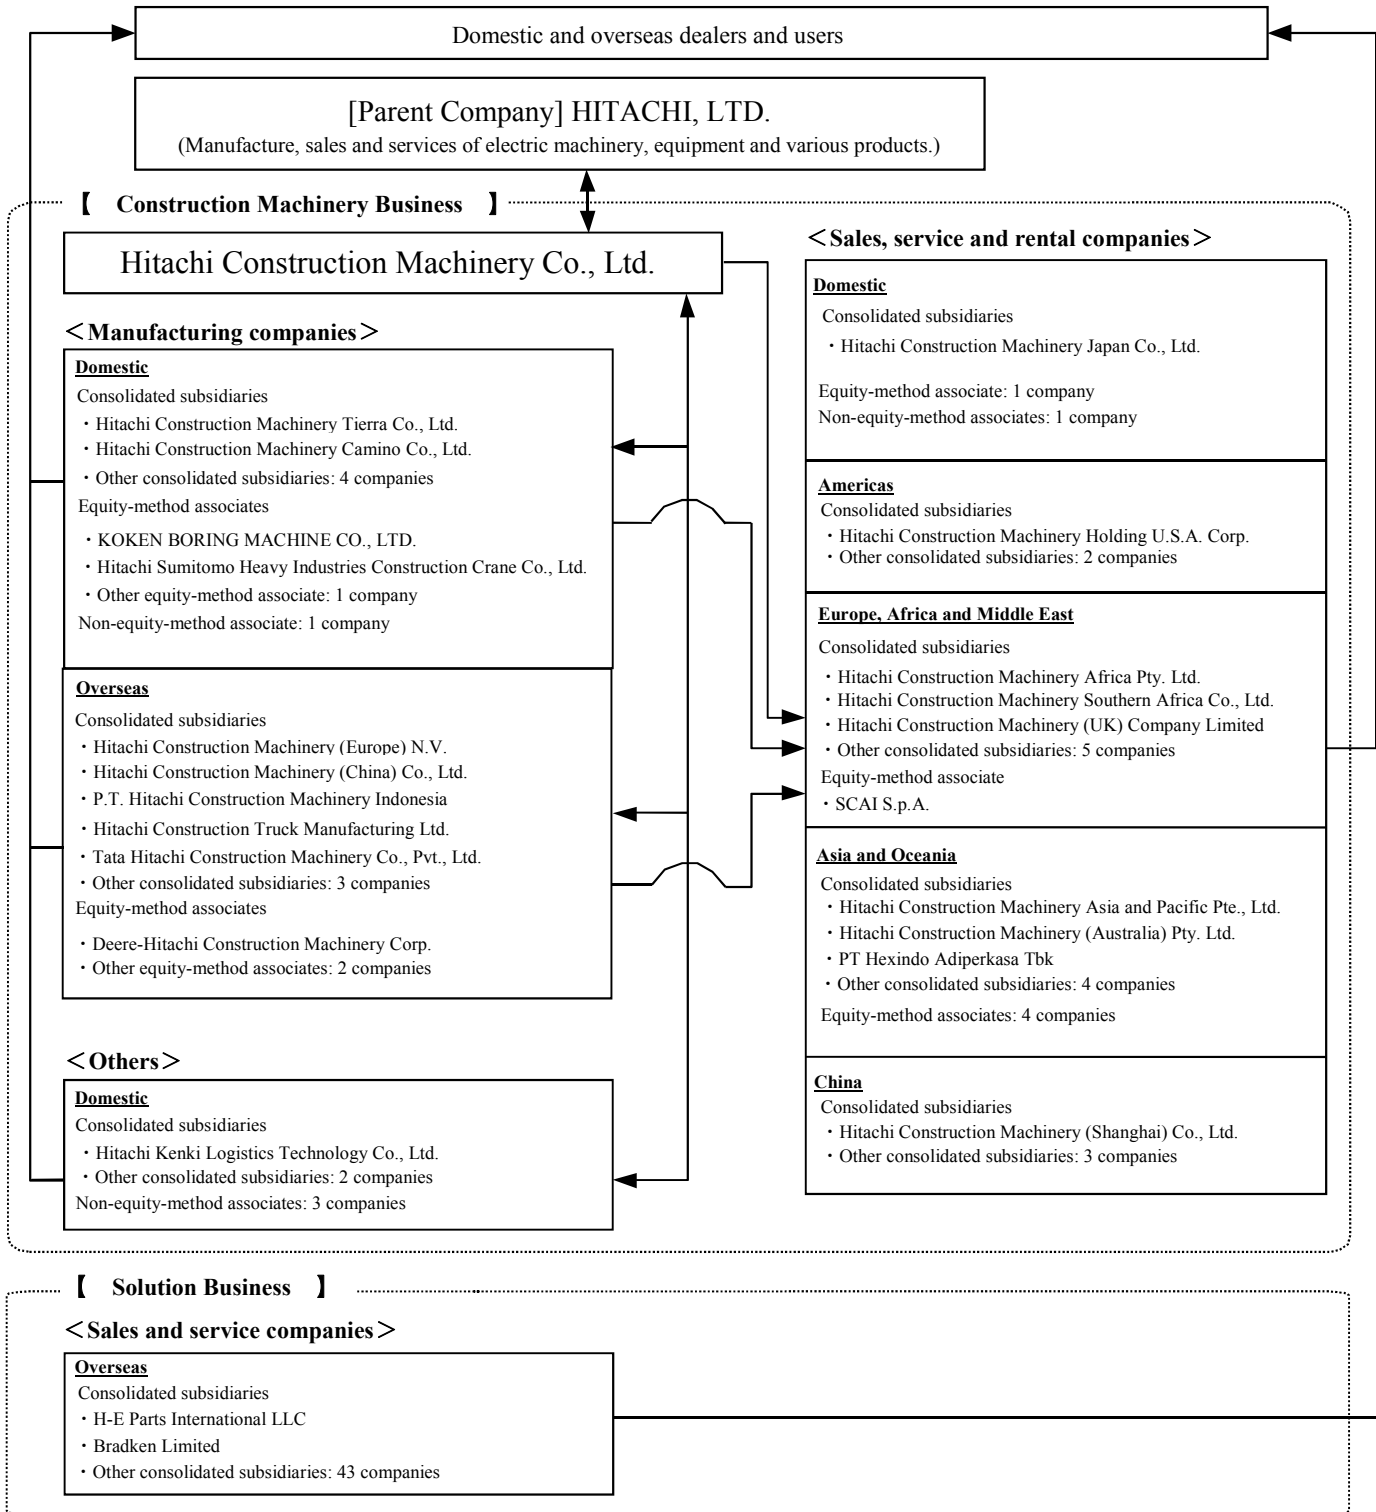 Domestic and overseas dealers and users
[Parent Company] HITACHI, LTD.
(Manufacture, sales and services of electric machinery, equipment and various products.)
【 Construction Machinery Business 】
Hitachi Construction Machinery Co., Ltd.
＜Manufacturing companies＞
Domestic
Consolidated subsidiaries
・Hitachi Construction Machinery Tierra Co., Ltd.
・Hitachi Construction Machinery Camino Co., Ltd.
・Other consolidated subsidiaries: 4 companies
Equity-method associates
・KOKEN BORING MACHINE CO., LTD.
・Hitachi Sumitomo Heavy Industries Construction Crane Co., Ltd.
・Other equity-method associate: 1 company
Non-equity-method associate: 1 company
Overseas
Consolidated subsidiaries
・Hitachi Construction Machinery (Europe) N.V.
・Hitachi Construction Machinery (China) Co., Ltd.
・P.T. Hitachi Construction Machinery Indonesia
・Hitachi Construction Truck Manufacturing Ltd.
・Tata Hitachi Construction Machinery Co., Pvt., Ltd.
・Other consolidated subsidiaries: 3 companies
Equity-method associates
・Deere-Hitachi Construction Machinery Corp.
・Other equity-method associates: 2 companies
＜Others＞
Domestic
Consolidated subsidiaries
・Hitachi Kenki Logistics Technology Co., Ltd.
・Other consolidated subsidiaries: 2 companies
Non-equity-method associates: 3 companies
＜Sales, service and rental companies＞
Domestic
Consolidated subsidiaries
・Hitachi Construction Machinery Japan Co., Ltd.
Equity-method associate: 1 company
Non-equity-method associates: 1 company
Americas
Consolidated subsidiaries
・Hitachi Construction Machinery Holding U.S.A. Corp.
・Other consolidated subsidiaries: 2 companies
Europe, Africa and Middle East
Consolidated subsidiaries
・Hitachi Construction Machinery Africa Pty. Ltd.
・Hitachi Construction Machinery Southern Africa Co., Ltd.
・Hitachi Construction Machinery (UK) Company Limited
・Other consolidated subsidiaries: 5 companies
Equity-method associate
・SCAI S.p.A.
Asia and Oceania
Consolidated subsidiaries
・Hitachi Construction Machinery Asia and Pacific Pte., Ltd.
・Hitachi Construction Machinery (Australia) Pty. Ltd.
・PT Hexindo Adiperkasa Tbk
・Other consolidated subsidiaries: 4 companies
Equity-method associates: 4 companies
China
Consolidated subsidiaries
・Hitachi Construction Machinery (Shanghai) Co., Ltd.
・Other consolidated subsidiaries: 3 companies
【 Solution Business 】
＜Sales and service companies＞
Overseas
Consolidated subsidiaries
・H-E Parts International LLC
・Bradken Limited
・Other consolidated subsidiaries: 43 companies